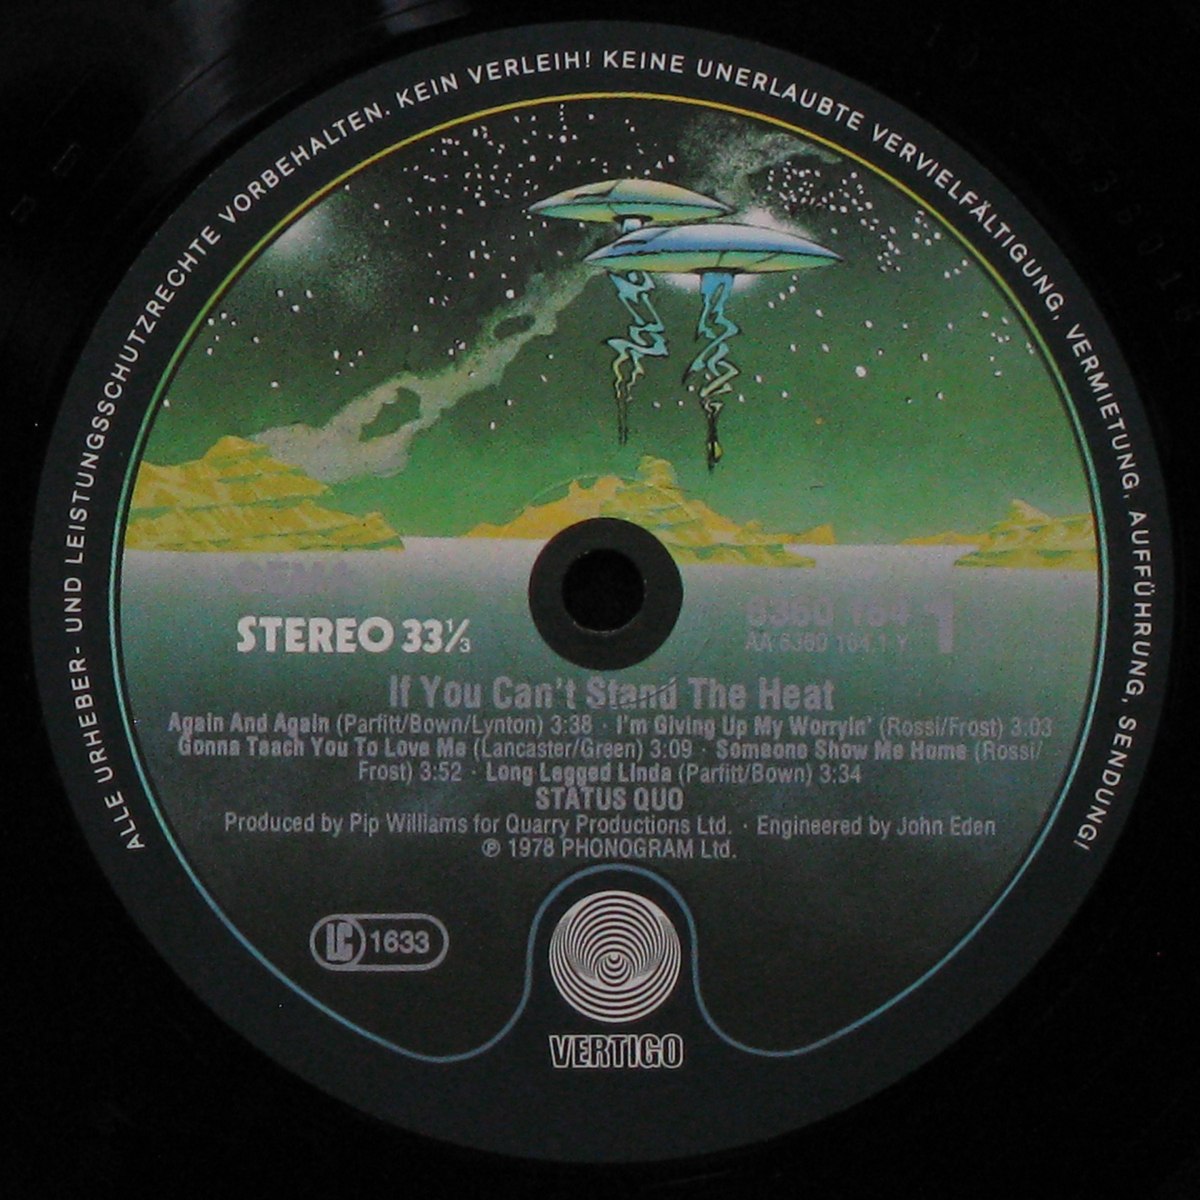 ALLE URHEBER- UND LEISTUNGSSCHUTZRECHTE VORBEHALTEN. KEIN VERLEIH! KEINE UNERLAUBTE VERVIELFÄLTIGUNG, VERMIETUNG, AUFFÜHRUNG, SENDUNG!
GEMA
STEREO 33⅓
6360 164 1
AA 6360 164.1 Y
If You Can't Stand The Heat
Again And Again (Parfitt/Bown/Lynton) 3:38 · I'm Giving Up My Worryin' (Rossi/Frost) 3:03
Gonna Teach You To Love Me (Lancaster/Green) 3:09 · Someone Show Me Home (Rossi/
Frost) 3:52 · Long Legged Linda (Parfitt/Bown) 3:34
STATUS QUO
Produced by Pip Williams for Quarry Productions Ltd. · Engineered by John Eden
℗ 1978 PHONOGRAM Ltd.
LC 1633
VERTIGO